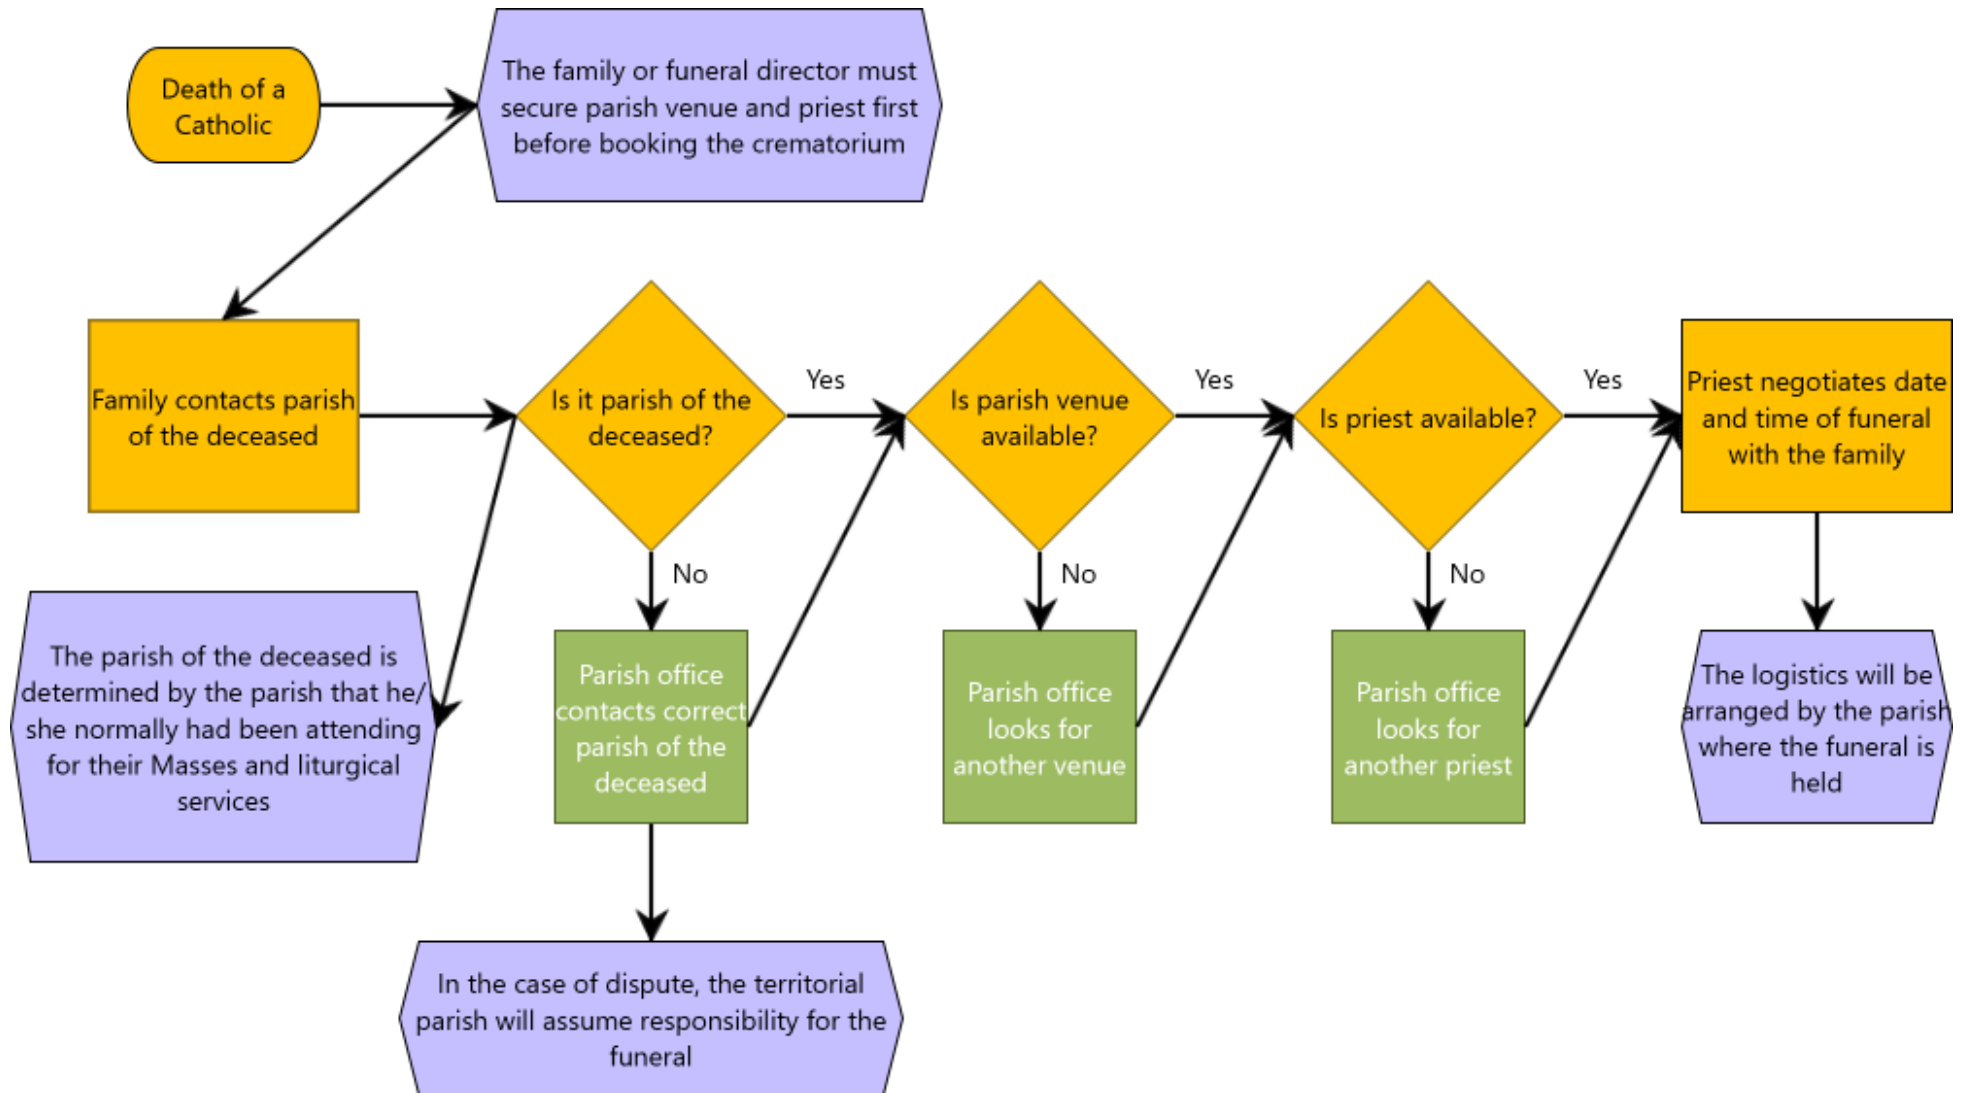 Death of a
Catholic
The family or funeral director must
secure parish venue and priest first
before booking the crematorium
Family contacts parish
of the deceased
Is it parish of the
deceased?
Yes
Is parish venue
available?
Yes
Is priest available?
Yes
Priest negotiates date
and time of funeral
with the family
No
No
No
The parish of the deceased is
determined by the parish that he/
she normally had been attending
for their Masses and liturgical
services
Parish office
contacts correct
parish of the
deceased
Parish office
looks for
another venue
Parish office
looks for
another priest
The logistics will be
arranged by the parish
where the funeral is
held
In the case of dispute, the territorial
parish will assume responsibility for the
funeral